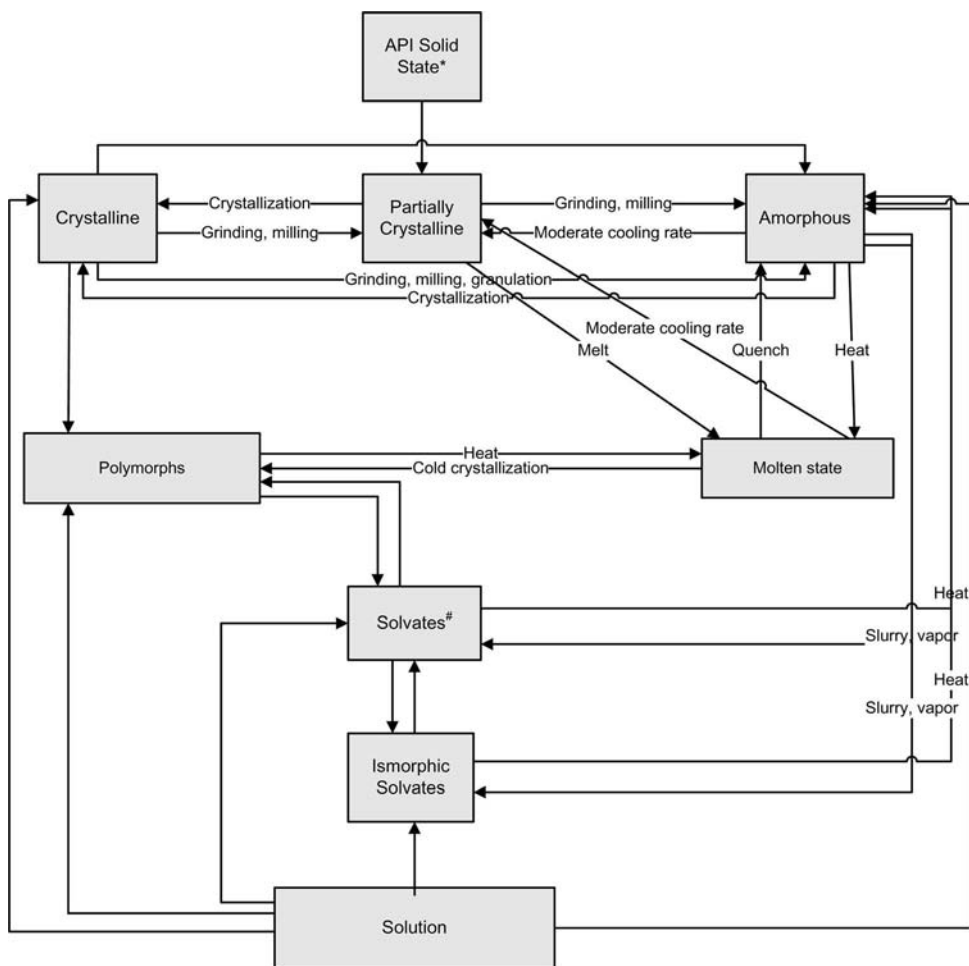 API Solid
State*
Crystalline
Crystallization
Partially
Crystalline
Grinding, milling
Amorphous
Grinding, milling
Moderate cooling rate
Grinding, milling, granulation
Crystallization
Moderate cooling rate
Melt
Quench
Heat
Polymorphs
Heat
Cold crystallization
Molten state
Solvates#
Heat
Slurry, vapor
Heat
Slurry, vapor
Ismorphic
Solvates
Solution